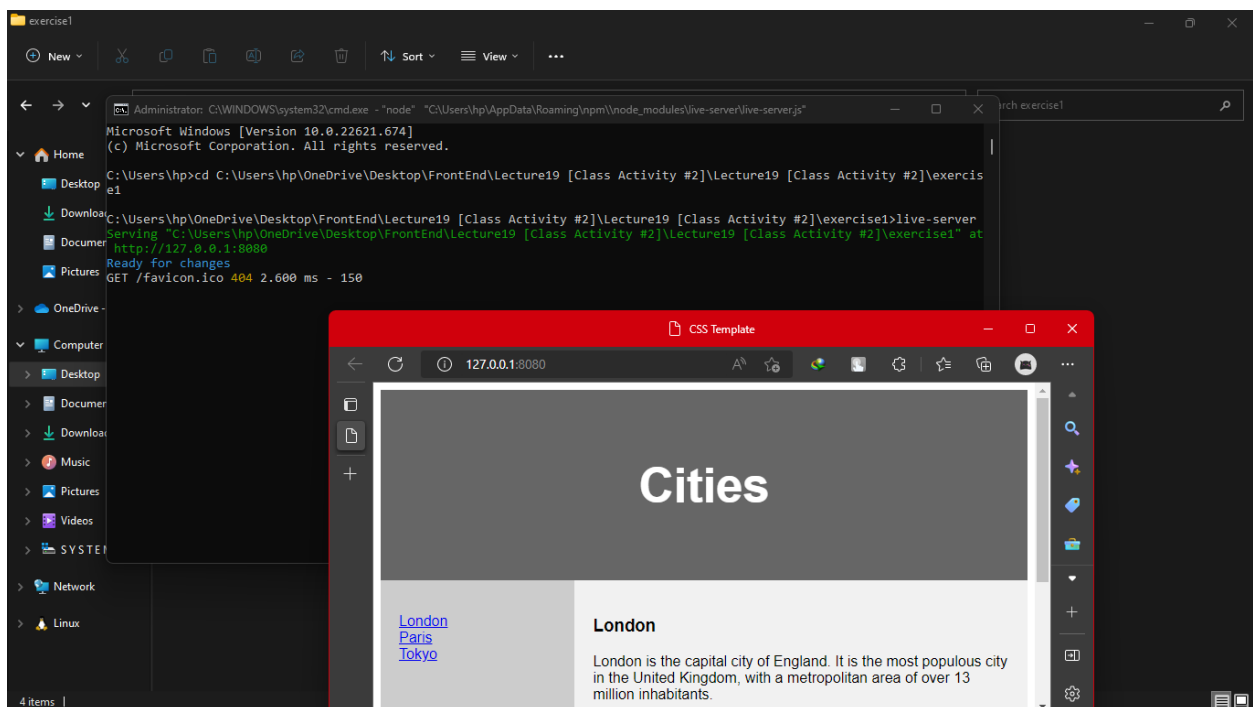 exercise1
New
Sort
View
Administrator: C:\WINDOWS\system32\cmd.exe - "node" "C:\Users\hp\AppData\Roaming\npm\\node_modules\live-server\live-server.js"
rch exercise1
Microsoft Windows [Version 10.0.22621.674]
(c) Microsoft Corporation. All rights reserved.
C:\Users\hp>cd C:\Users\hp\OneDrive\Desktop\FrontEnd\Lecture19 [Class Activity #2]\Lecture19 [Class Activity #2]\exercis
e1
C:\Users\hp\OneDrive\Desktop\FrontEnd\Lecture19 [Class Activity #2]\Lecture19 [Class Activity #2]\exercise1>live-server
Serving "C:\Users\hp\OneDrive\Desktop\FrontEnd\Lecture19 [Class Activity #2]\Lecture19 [Class Activity #2]\exercise1" at
http://127.0.0.1:8080
Ready for changes
GET /favicon.ico 404 2.600 ms - 150
Home
Desktop
Downloa
Documer
Pictures
OneDrive -
Computer
Desktop
Documer
Downloa
Music
Pictures
Videos
SYSTE
Network
Linux
4 items
CSS Template
127.0.0.1:8080
Cities
London
Paris
Tokyo
London
London is the capital city of England. It is the most populous city
in the United Kingdom, with a metropolitan area of over 13
million inhabitants.